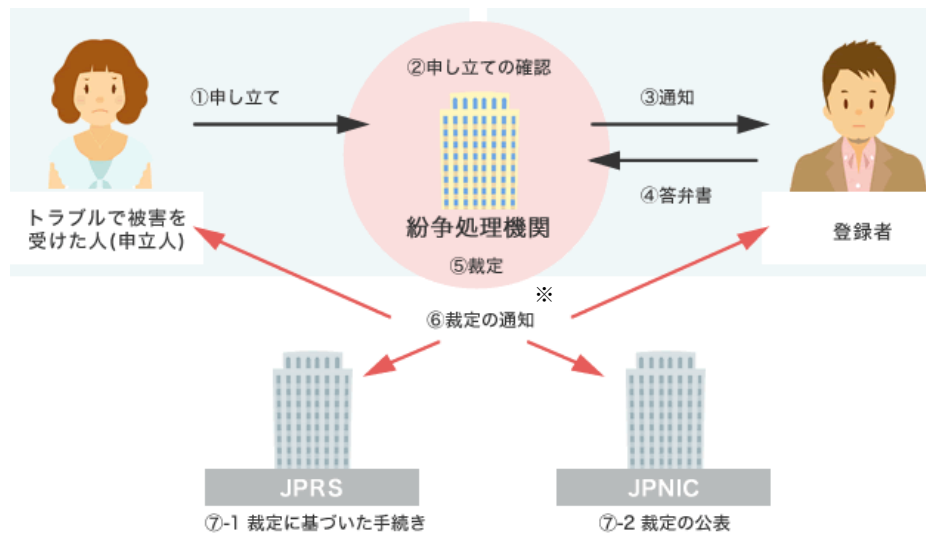 ②申し立ての確認
①申し立て
③通知
④答弁書
トラブルで被害を
受けた人(申立人)
紛争処理機関
登録者
⑤裁定
※
⑥裁定の通知
JPRS
JPNIC
⑦-1 裁定に基づいた手続き
⑦-2 裁定の公表